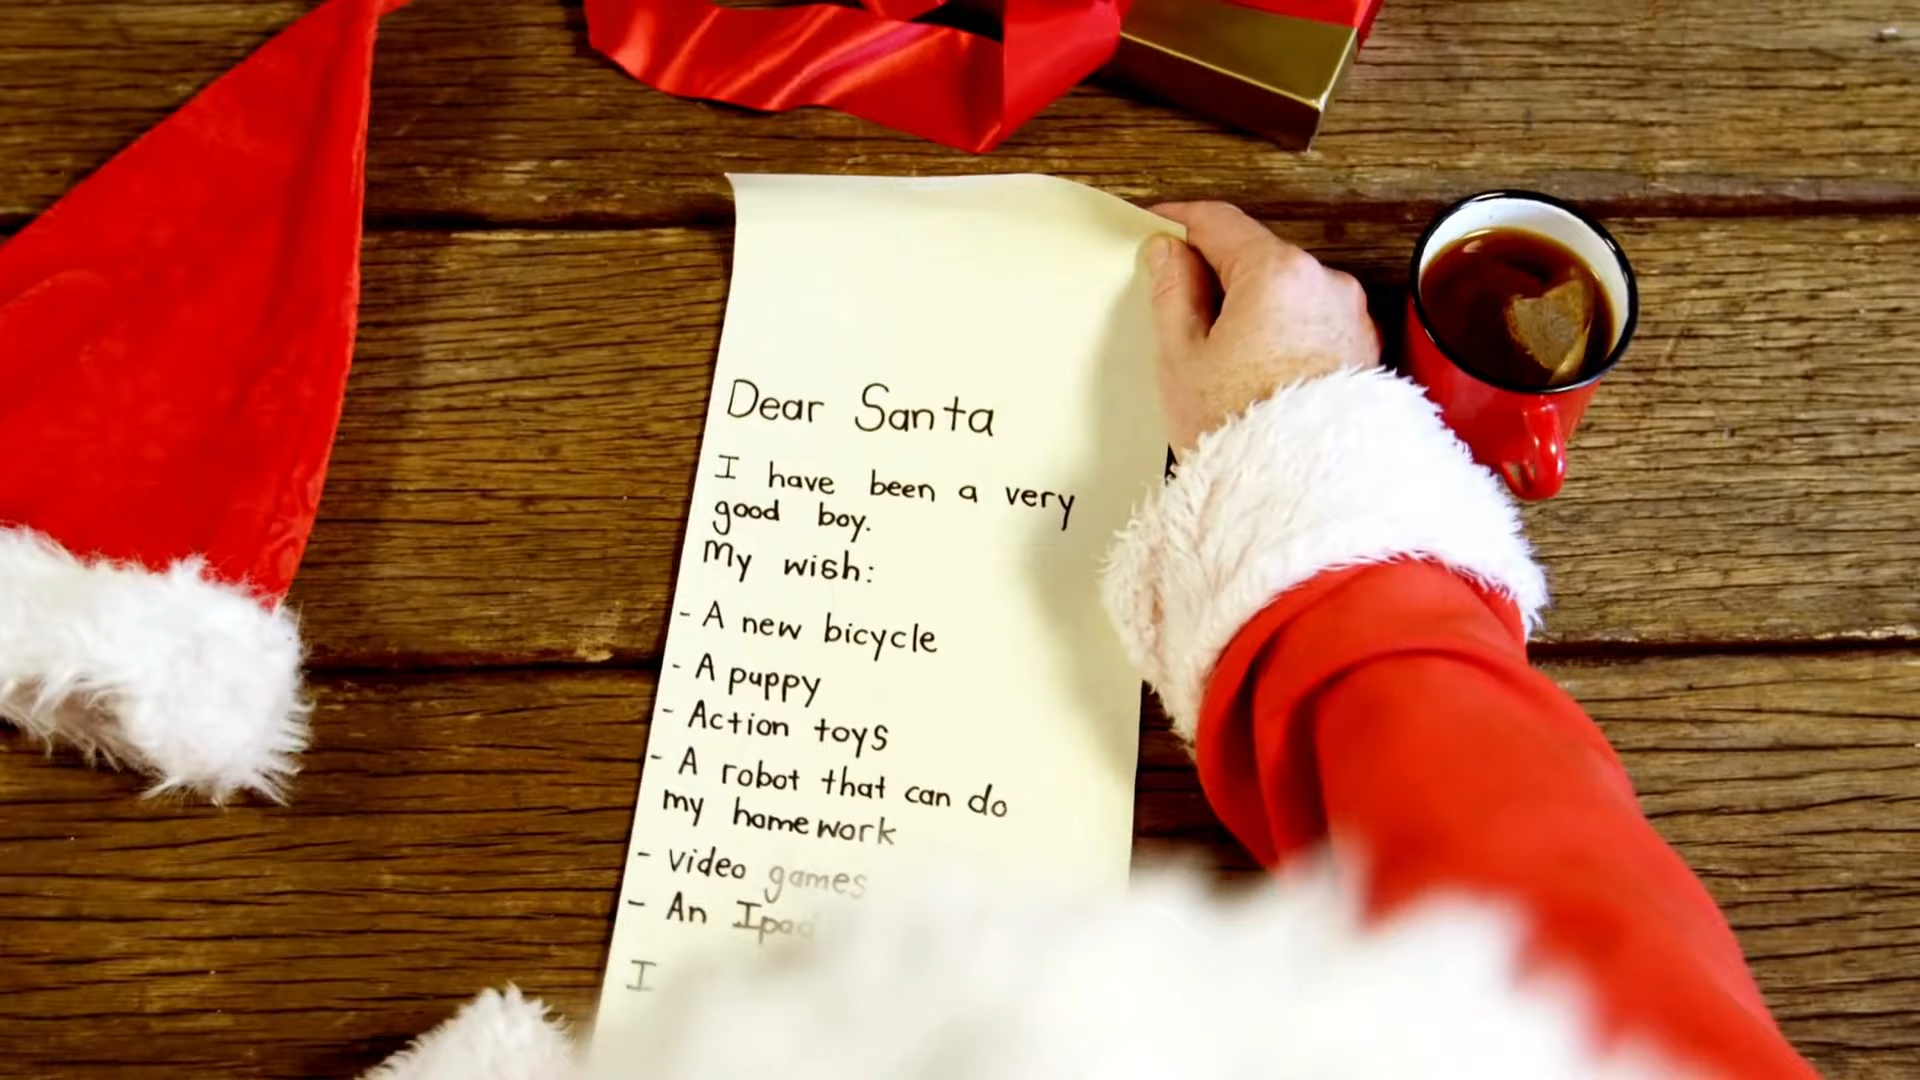 Dear Santa
I have been a very
good boy.
My wish:
- A new bicycle
- A puppy
- Action toys
- A robot that can do
my homework
- video games
- An Ipad
I